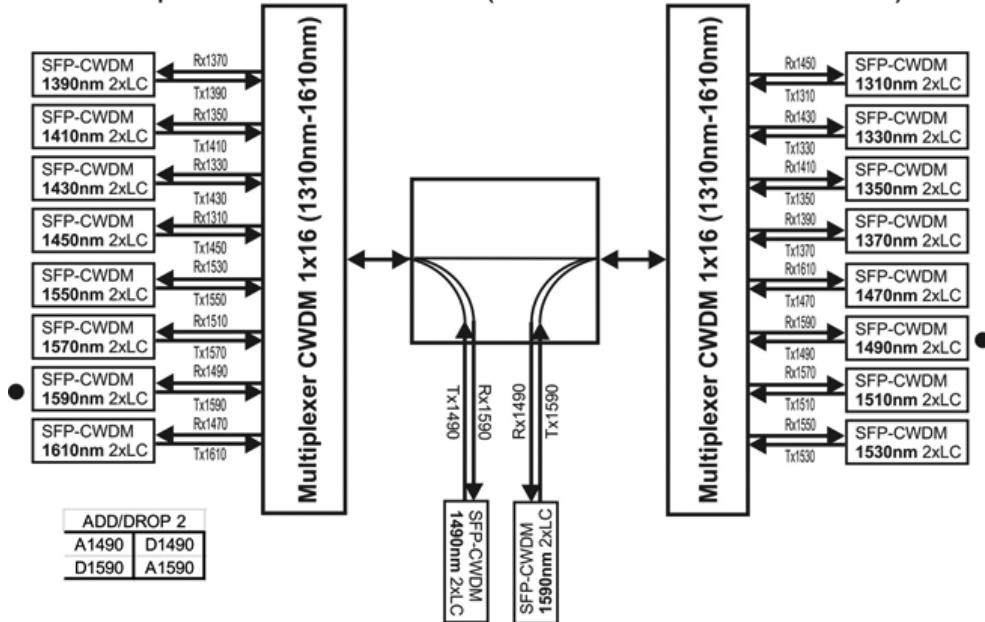 SFP-CWDM
1390nm 2xLC
Rx1370
Tx1390
SFP-CWDM
1410nm 2xLC
Rx1350
Tx1410
SFP-CWDM
1430nm 2xLC
Rx1330
Tx1430
SFP-CWDM
1450nm 2xLC
Rx1310
Tx1450
SFP-CWDM
1550nm 2xLC
Rx1530
Tx1550
SFP-CWDM
1570nm 2xLC
Rx1510
Tx1570
SFP-CWDM
1590nm 2xLC
Rx1490
Tx1590
SFP-CWDM
1610nm 2xLC
Rx1470
Tx1610
Multiplexer CWDM 1x16 (1310nm-1610nm)
Tx1490
Rx1590
Rx1490
Tx1590
SFP-CWDM
1490nm 2xLC
SFP-CWDM
1590nm 2xLC
Multiplexer CWDM 1x16 (1310nm-1610nm)
Rx1450
Tx1310
SFP-CWDM
1310nm 2xLC
Rx1430
Tx1330
SFP-CWDM
1330nm 2xLC
Rx1410
Tx1350
SFP-CWDM
1350nm 2xLC
Rx1390
Tx1370
SFP-CWDM
1370nm 2xLC
Rx1610
Tx1470
SFP-CWDM
1470nm 2xLC
Rx1590
Tx1490
SFP-CWDM
1490nm 2xLC
Rx1570
Tx1510
SFP-CWDM
1510nm 2xLC
Rx1550
Tx1530
SFP-CWDM
1530nm 2xLC
ADD/DROP 2
A1490 D1490
D1590 A1590